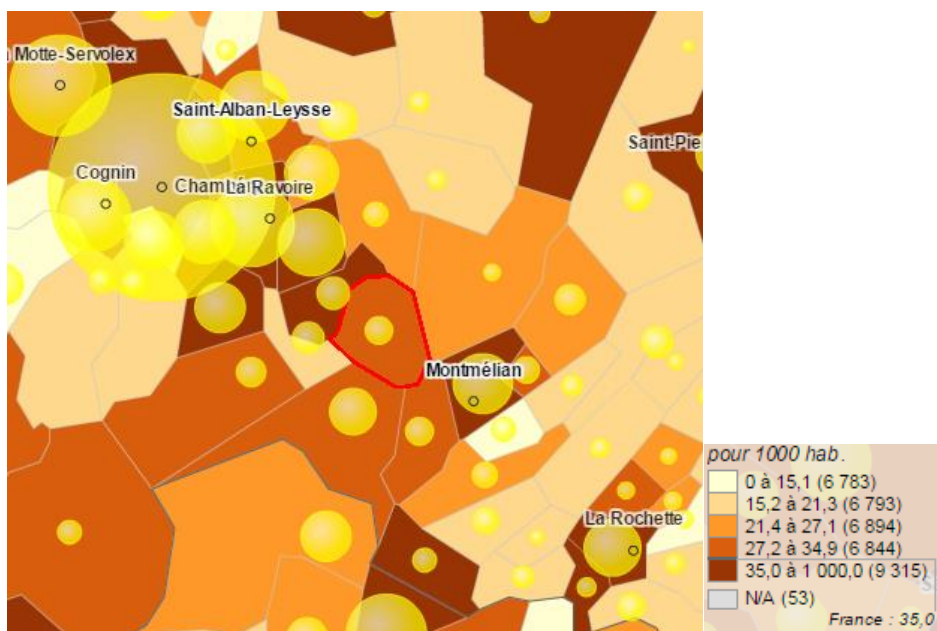 Motte-Servolex
Saint-Alban-Leysse
Saint-Pie
Cognin
La Ravoire
Montmélian
La Rochette
pour 1000 hab.
0 à 15,1 (6 783)
15,2 à 21,3 (6 793)
21,4 à 27,1 (6 894)
27,2 à 34,9 (6 844)
35,0 à 1 000,0 (9 315)
N/A (53)
France : 35,0